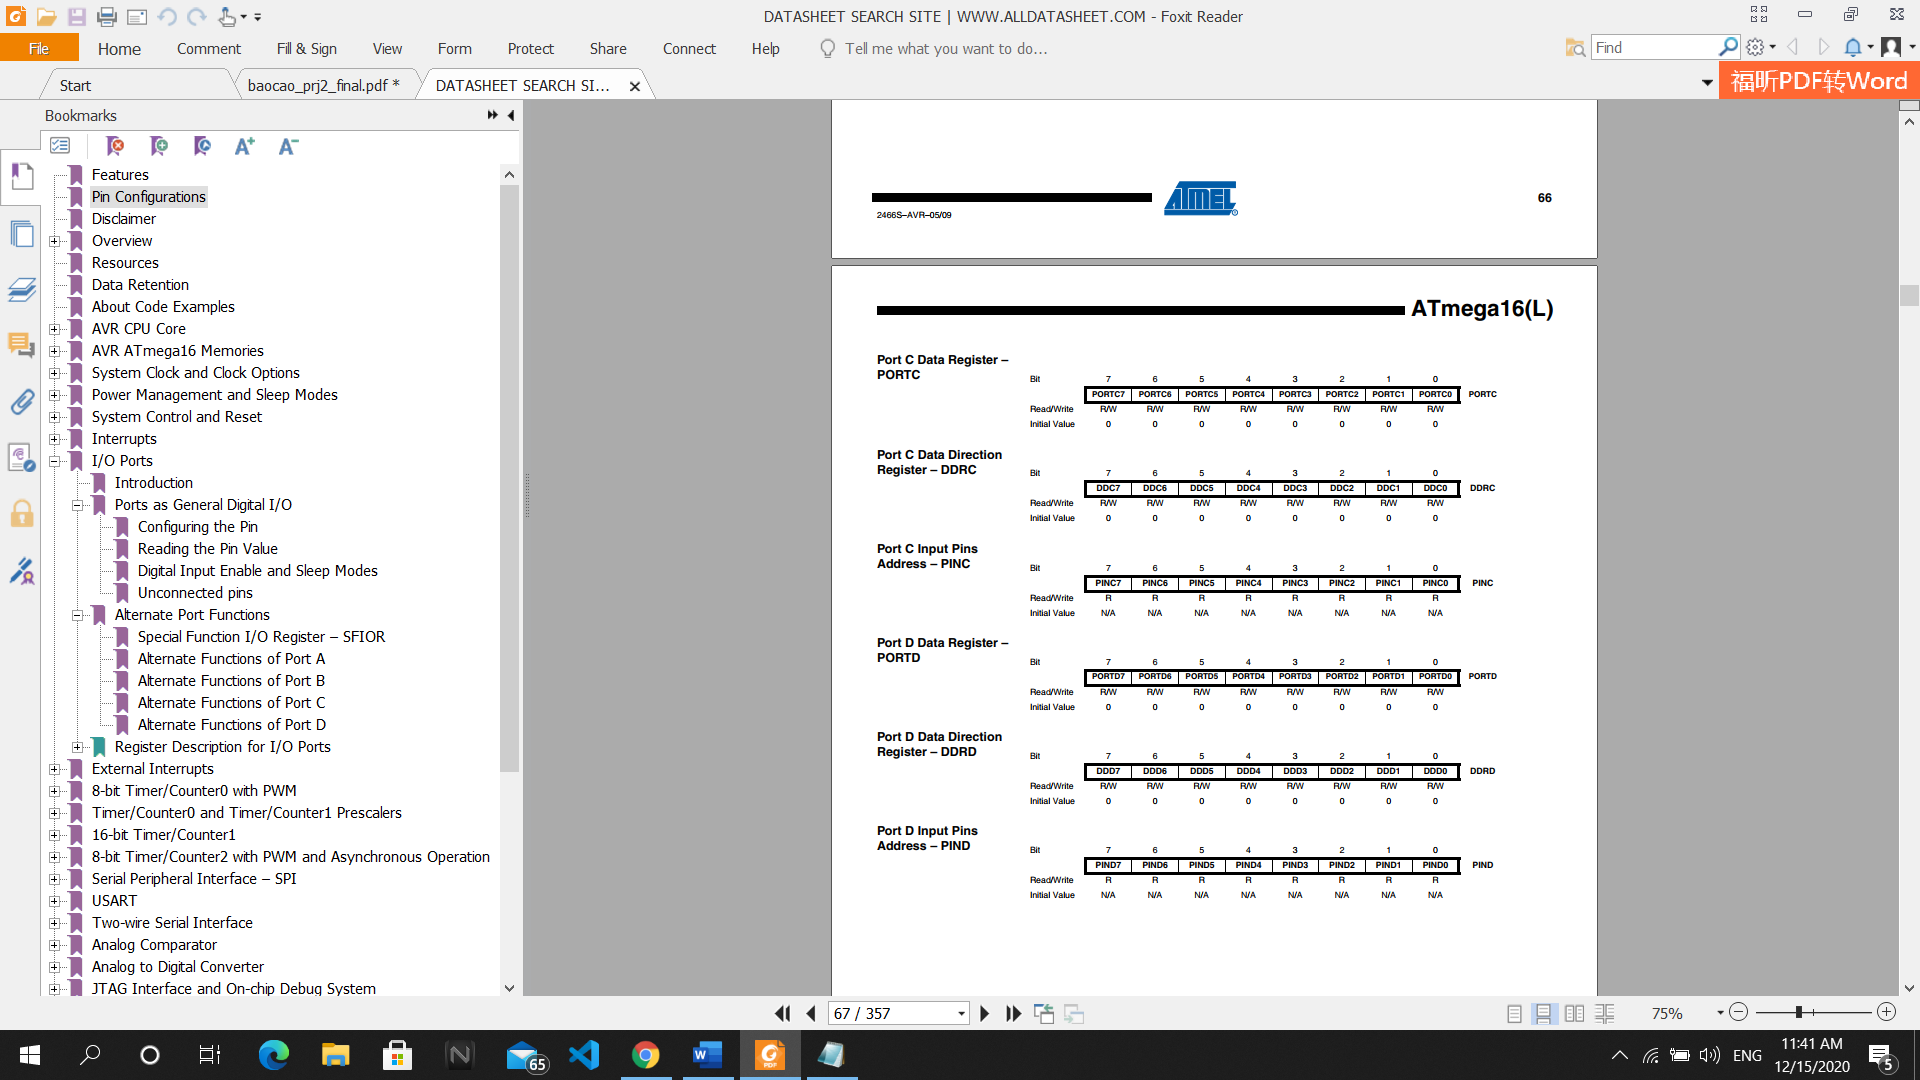 DATASHEET SEARCH SITE | WWW.ALLDATASHEET.COM - Foxit Reader
File Home Comment Fill & Sign View Form Protect Share Connect Help Tell me what you want to do... Find
Start baocao_prj2_final.pdf * DATASHEET SEARCH SI... 福昕PDF转Word
Bookmarks
Features
Pin Configurations
Disclaimer
Overview
Resources
Data Retention
About Code Examples
AVR CPU Core
AVR ATmega16 Memories
System Clock and Clock Options
Power Management and Sleep Modes
System Control and Reset
Interrupts
I/O Ports
Introduction
Ports as General Digital I/O
Configuring the Pin
Reading the Pin Value
Digital Input Enable and Sleep Modes
Unconnected pins
Alternate Port Functions
Special Function I/O Register – SFIOR
Alternate Functions of Port A
Alternate Functions of Port B
Alternate Functions of Port C
Alternate Functions of Port D
Register Description for I/O Ports
External Interrupts
8-bit Timer/Counter0 with PWM
Timer/Counter0 and Timer/Counter1 Prescalers
16-bit Timer/Counter1
8-bit Timer/Counter2 with PWM and Asynchronous Operation
Serial Peripheral Interface – SPI
USART
Two-wire Serial Interface
Analog Comparator
Analog to Digital Converter
JTAG Interface and On-chip Debug System
ATMEL ® 66
2466S–AVR–05/09
ATmega16(L)
Port C Data Register –
PORTC
Bit 7 6 5 4 3 2 1 0
PORTC7 PORTC6 PORTC5 PORTC4 PORTC3 PORTC2 PORTC1 PORTC0 PORTC
Read/Write R/W R/W R/W R/W R/W R/W R/W R/W
Initial Value 0 0 0 0 0 0 0 0
Port C Data Direction
Register – DDRC
Bit 7 6 5 4 3 2 1 0
DDC7 DDC6 DDC5 DDC4 DDC3 DDC2 DDC1 DDC0 DDRC
Read/Write R/W R/W R/W R/W R/W R/W R/W R/W
Initial Value 0 0 0 0 0 0 0 0
Port C Input Pins
Address – PINC
Bit 7 6 5 4 3 2 1 0
PINC7 PINC6 PINC5 PINC4 PINC3 PINC2 PINC1 PINC0 PINC
Read/Write R R R R R R R R
Initial Value N/A N/A N/A N/A N/A N/A N/A N/A
Port D Data Register –
PORTD
Bit 7 6 5 4 3 2 1 0
PORTD7 PORTD6 PORTD5 PORTD4 PORTD3 PORTD2 PORTD1 PORTD0 PORTD
Read/Write R/W R/W R/W R/W R/W R/W R/W R/W
Initial Value 0 0 0 0 0 0 0 0
Port D Data Direction
Register – DDRD
Bit 7 6 5 4 3 2 1 0
DDD7 DDD6 DDD5 DDD4 DDD3 DDD2 DDD1 DDD0 DDRD
Read/Write R/W R/W R/W R/W R/W R/W R/W R/W
Initial Value 0 0 0 0 0 0 0 0
Port D Input Pins
Address – PIND
Bit 7 6 5 4 3 2 1 0
PIND7 PIND6 PIND5 PIND4 PIND3 PIND2 PIND1 PIND0 PIND
Read/Write R R R R R R R R
Initial Value N/A N/A N/A N/A N/A N/A N/A N/A
67 / 357 75%
65 ENG 11:41 AM
12/15/2020 5